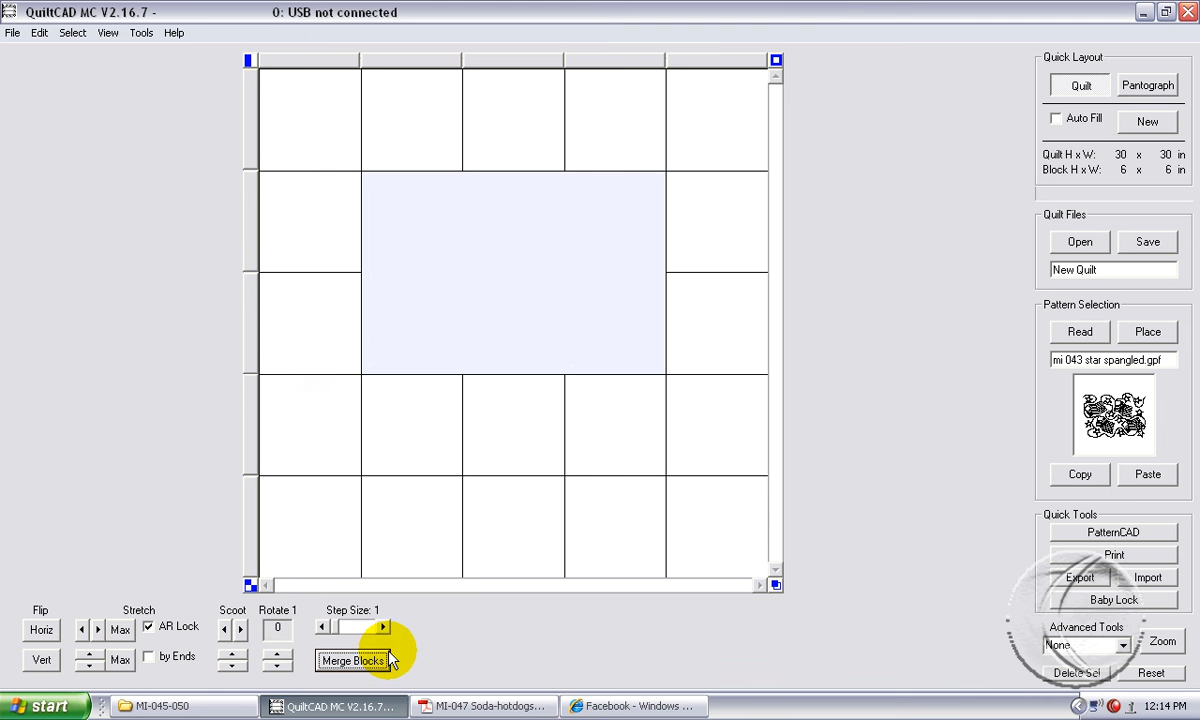 QuiltCAD MC V2.16.7 - 0: USB not connected
File Edit Select View Tools Help
Quick Layout
Quilt Pantograph
Auto Fill New
Quilt H x W: 30 x 30 in
Block H x W: 6 x 6 in
Quilt Files
Open Save
New Quilt
Pattern Selection
Read Place
mi 043 star spangled.gpf
Copy Paste
Quick Tools
PatternCAD
Print
Export Import
Baby Lock
Advanced Tools
None Zoom
Delete Sel Reset
Flip Stretch Scoot Rotate 1 Step Size: 1
Horiz Max AR Lock 0
Vert Max by Ends Merge Blocks
start MI-045-050 QuiltCAD MC V2.16.7... MI-047 Soda-hotdogs... Facebook - Windows ... 12:14 PM